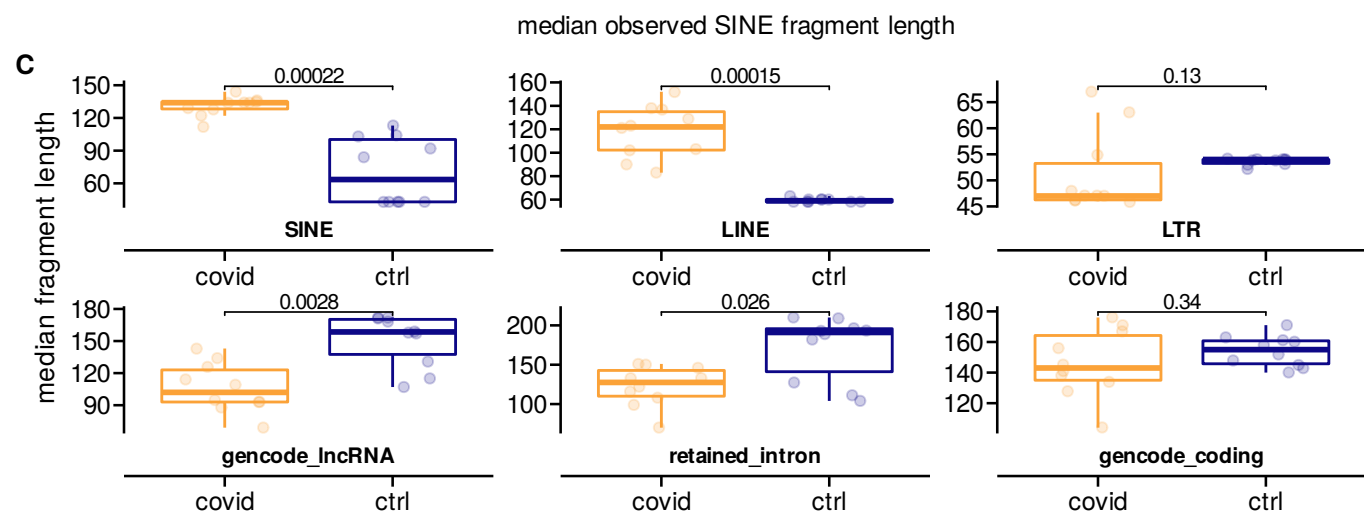 median observed SINE fragment length
C
median fragment length
0.00022
150
120
90
60
SINE
covid ctrl
0.00015
160
140
120
100
80
60
LINE
covid ctrl
0.13
65
60
55
50
45
LTR
covid ctrl
0.0028
180
150
120
90
gencode_lncRNA
covid ctrl
0.026
200
150
100
retained_intron
covid ctrl
0.34
180
160
140
120
gencode_coding
covid ctrl